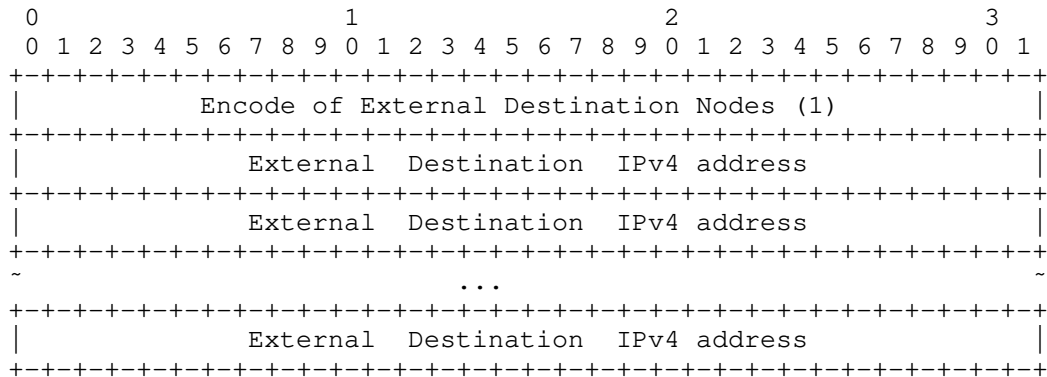 0                   1                   2                   3
 0 1 2 3 4 5 6 7 8 9 0 1 2 3 4 5 6 7 8 9 0 1 2 3 4 5 6 7 8 9 0 1
+-+-+-+-+-+-+-+-+-+-+-+-+-+-+-+-+-+-+-+-+-+-+-+-+-+-+-+-+-+-+-+-+
|           Encode of External Destination Nodes (1)            |
+-+-+-+-+-+-+-+-+-+-+-+-+-+-+-+-+-+-+-+-+-+-+-+-+-+-+-+-+-+-+-+-+
|              External  Destination  IPv4 address              |
+-+-+-+-+-+-+-+-+-+-+-+-+-+-+-+-+-+-+-+-+-+-+-+-+-+-+-+-+-+-+-+-+
|              External  Destination  IPv4 address              |
+-+-+-+-+-+-+-+-+-+-+-+-+-+-+-+-+-+-+-+-+-+-+-+-+-+-+-+-+-+-+-+-+
~                           ...                                 ~
+-+-+-+-+-+-+-+-+-+-+-+-+-+-+-+-+-+-+-+-+-+-+-+-+-+-+-+-+-+-+-+-+
|              External  Destination  IPv4 address              |
+-+-+-+-+-+-+-+-+-+-+-+-+-+-+-+-+-+-+-+-+-+-+-+-+-+-+-+-+-+-+-+-+